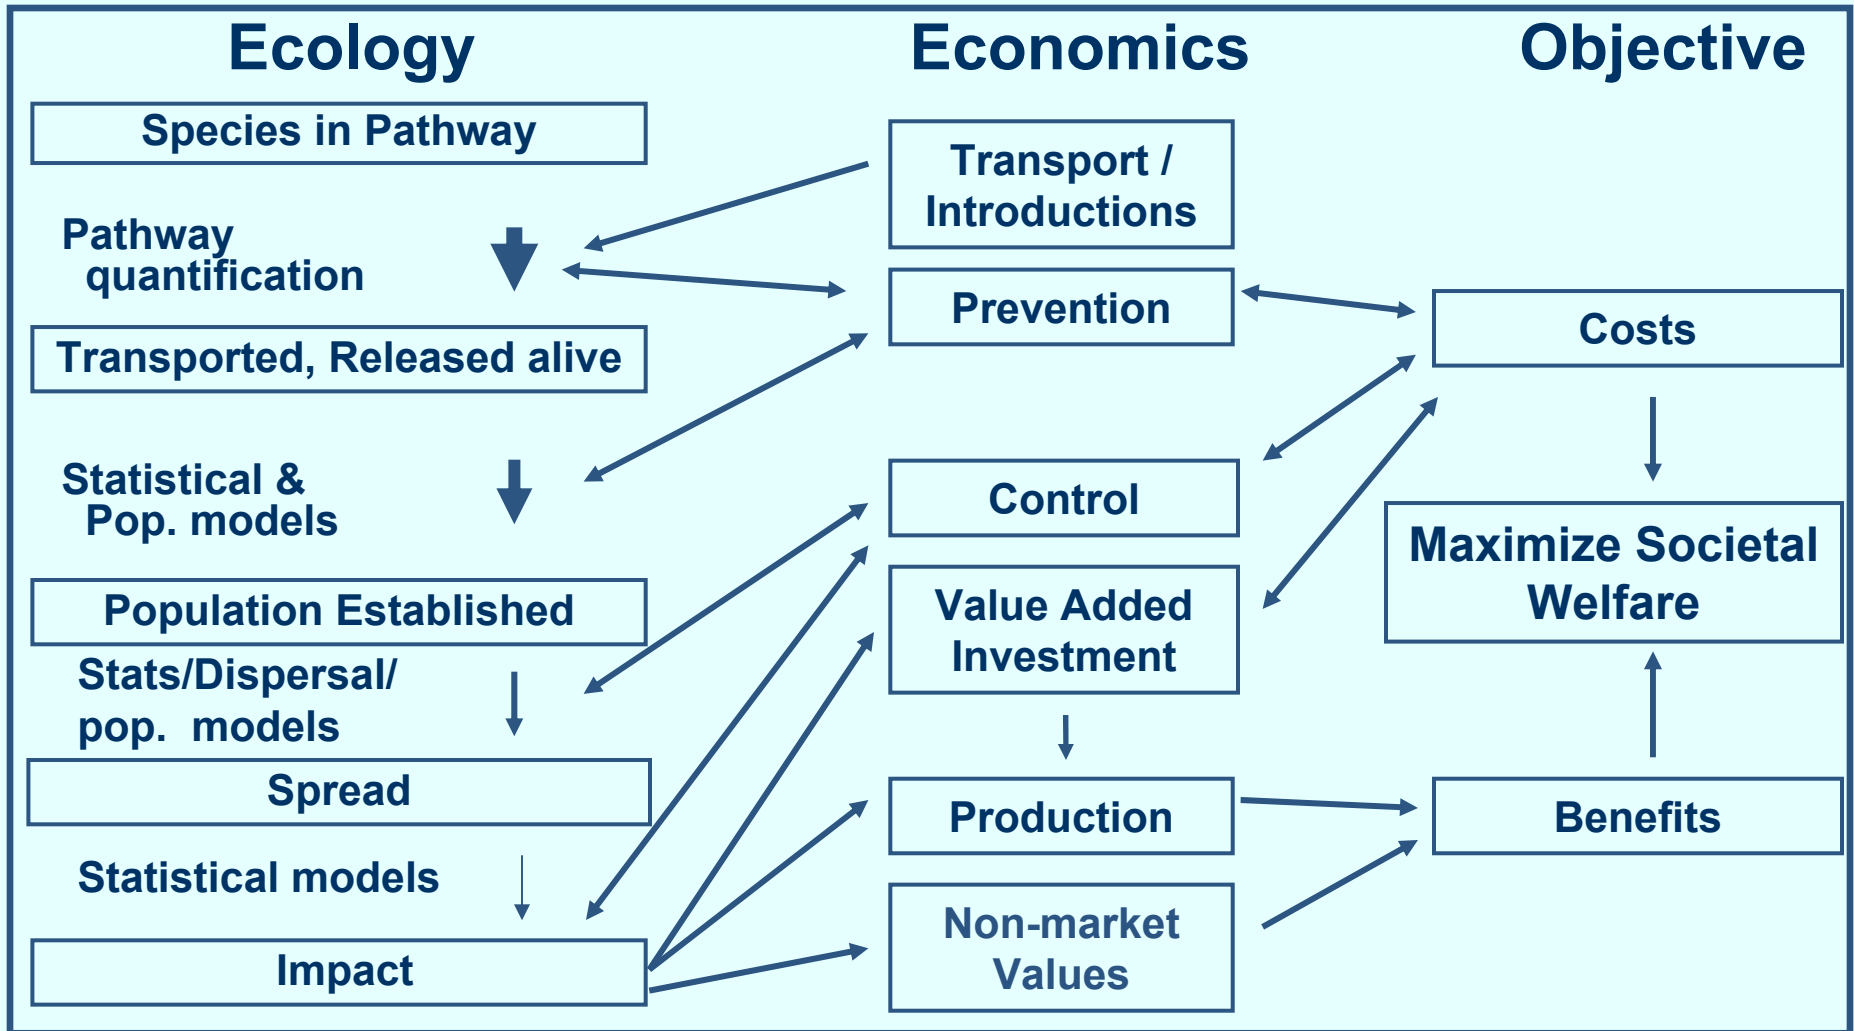 Ecology
Species in Pathway
Pathway
quantification
Transported, Released alive
Statistical &
Pop. models
Population Established
Stats/Dispersal/
pop. models
Spread
Statistical models
Impact
Economics
Transport /
Introductions
Prevention
Control
Value Added
Investment
Production
Non-market
Values
Objective
Costs
Maximize Societal
Welfare
Benefits